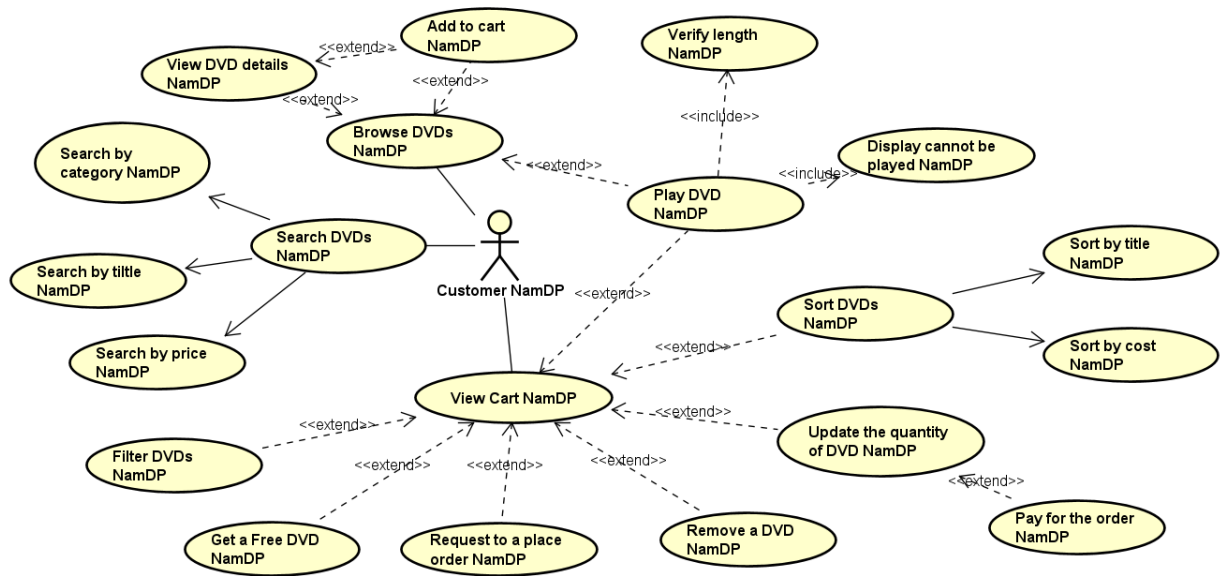 Add to cart
NamDP
Verify length
NamDP
<<extend>>
View DVD details
NamDP
<<extend>>
<<extend>>
Browse DVDs
NamDP
<<include>>
Display cannot be
played NamDP
Search by
category NamDP
<<extend>>
<<include>>
Play DVD
NamDP
Search DVDs
NamDP
Sort by title
NamDP
Search by tiltle
NamDP
Customer NamDP
<<extend>>
Sort DVDs
NamDP
Search by price
NamDP
<<extend>>
Sort by cost
NamDP
View Cart NamDP
<<extend>>
<<extend>>
Update the quantity
of DVD NamDP
Filter DVDs
NamDP
<<extend>>
<<extend>>
<<extend>>
<<extend>>
Get a Free DVD
NamDP
Request to a place
order NamDP
Remove a DVD
NamDP
Pay for the order
NamDP